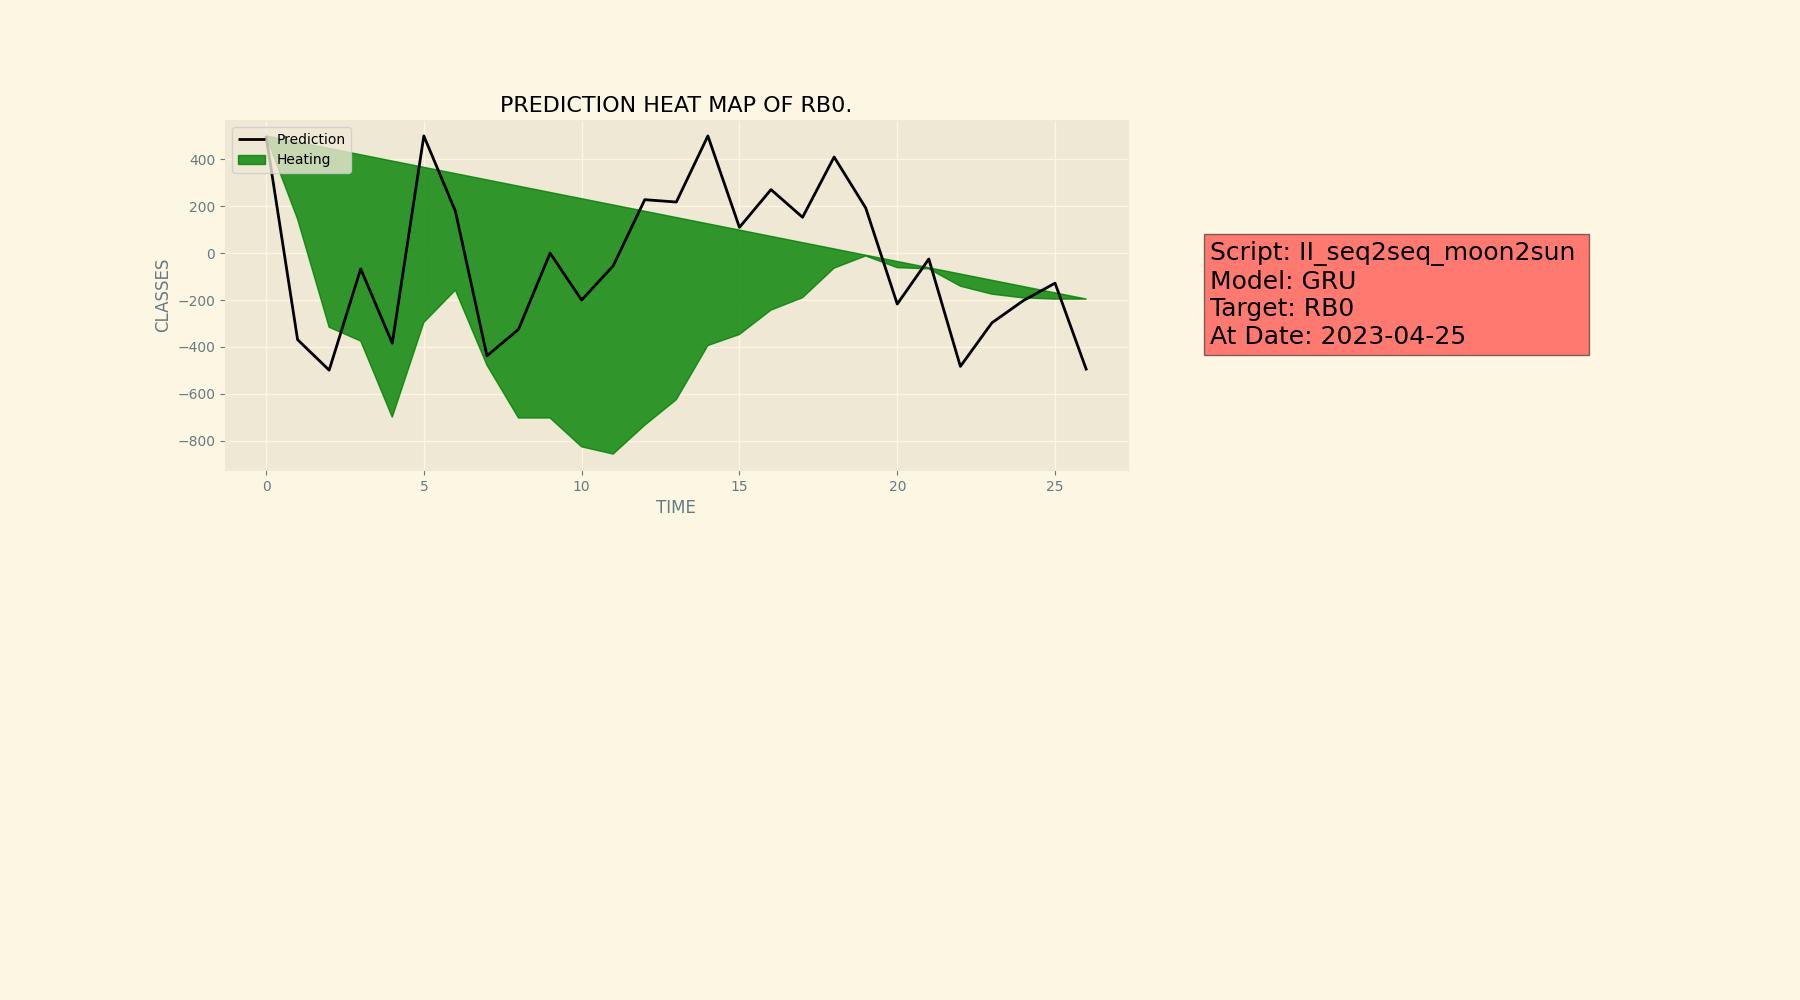 PREDICTION HEAT MAP OF RB0.
Prediction
Heating
400
200
0
−200
−400
−600
−800
CLASSES
0 5 10 15 20 25
TIME
Script: II_seq2seq_moon2sun
Model: GRU
Target: RB0
At Date: 2023-04-25